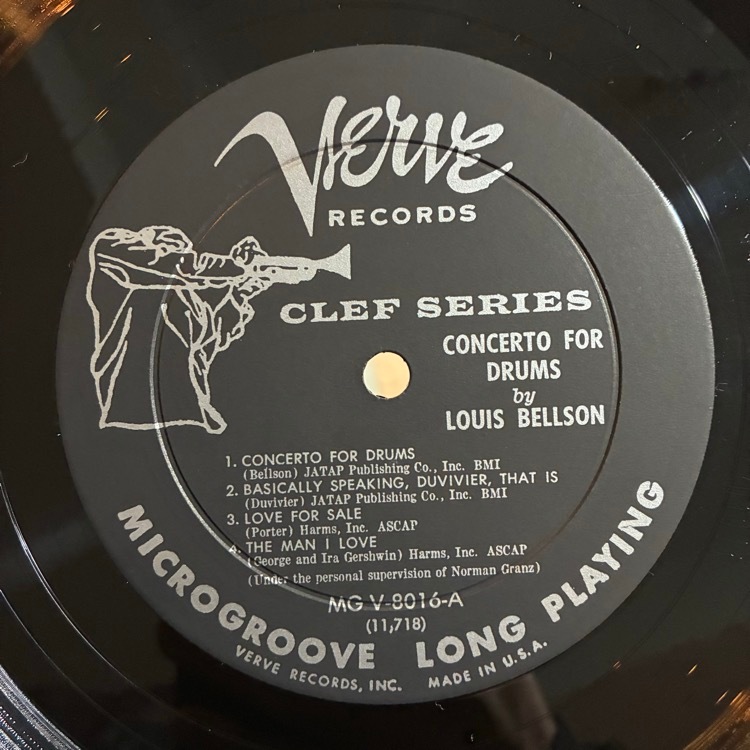 Verve
RECORDS
CLEF SERIES
CONCERTO FOR
DRUMS
by
LOUIS BELLSON
1. CONCERTO FOR DRUMS
(Bellson) JATAP Publishing Co., Inc. BMI
2. BASICALLY SPEAKING, DUVIVIER, THAT IS
(Duvivier) JATAP Publishing Co., Inc. BMI
3. LOVE FOR SALE
(Porter) Harms, Inc. ASCAP
4. THE MAN I LOVE
(George and Ira Gershwin) Harms, Inc. ASCAP
(Under the personal supervision of Norman Granz)
MG V-8016-A
(11,718)
MICROGROOVE LONG PLAYING
VERVE RECORDS, INC. MADE IN U.S.A.